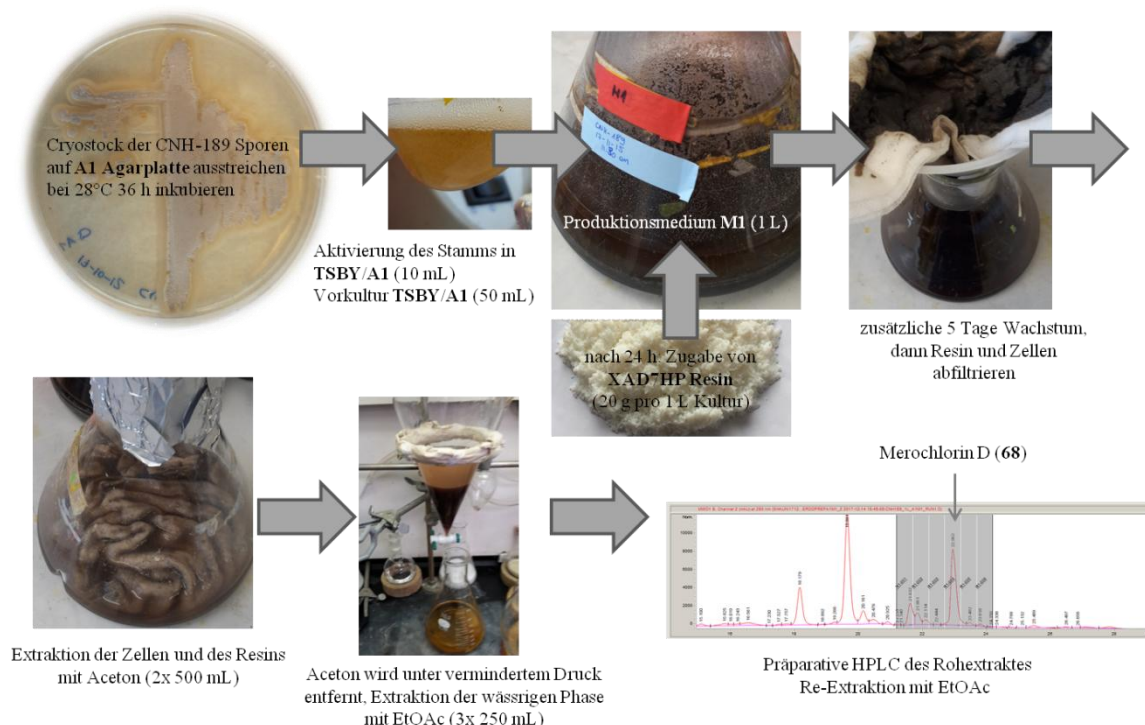 Cryostock der CNH-189 Sporen
auf A1 Agarplatte ausstreichen
bei 28°C 36 h inkubieren
Aktivierung des Stamms in
TSBY/A1 (10 mL)
Vorkultur TSBY/A1 (50 mL)
M1
Produktionsmedium M1 (1 L)
nach 24 h Zugabe von
XAD7HP Resin
(20 g pro 1 L Kultur)
zusätzliche 5 Tage Wachstum,
dann Resin und Zellen
abfiltrieren
Extraktion der Zellen und des Resins
mit Aceton (2x 500 mL)
Aceton wird unter vermindertem Druck
entfernt, Extraktion der wässrigen Phase
mit EtOAc (3x 250 mL)
Merochlorin D (68)
Präparative HPLC des Rohextraktes
Re-Extraktion mit EtOAc